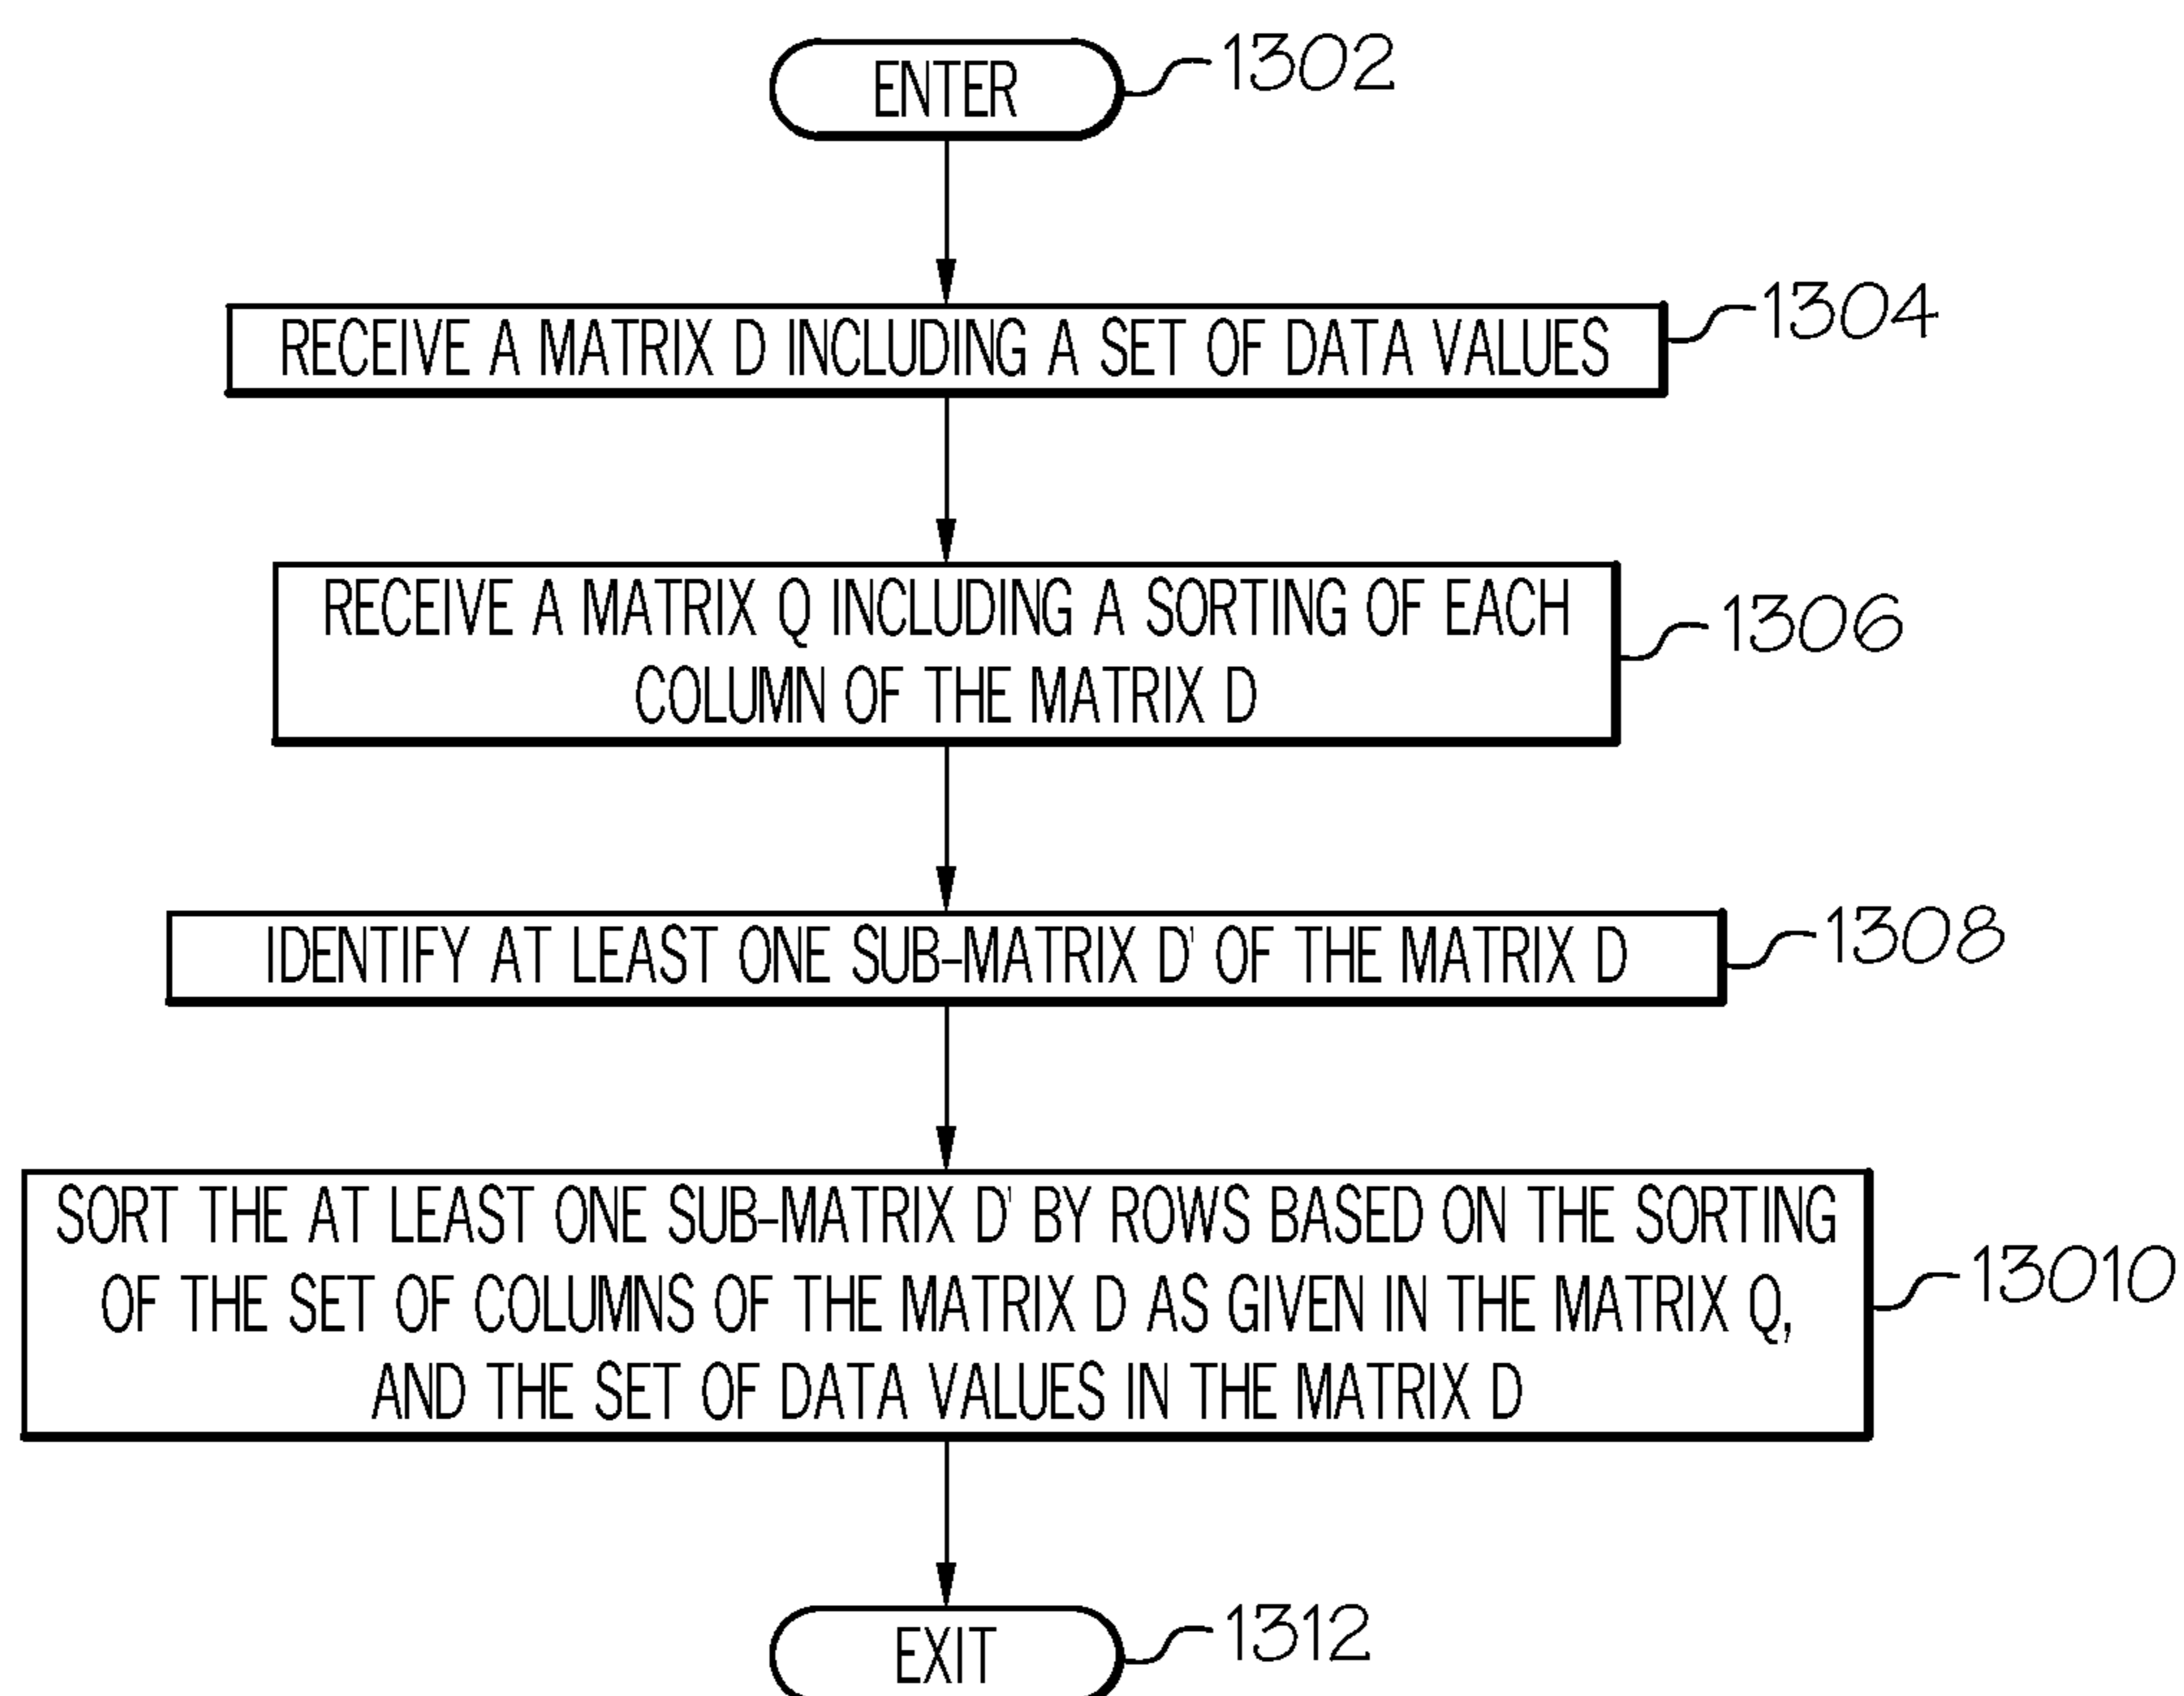 ENTER
1302
RECEIVE A MATRIX D INCLUDING A SET OF DATA VALUES
1304
RECEIVE A MATRIX Q INCLUDING A SORTING OF EACH
COLUMN OF THE MATRIX D
1306
IDENTIFY AT LEAST ONE SUB-MATRIX D' OF THE MATRIX D
1308
SORT THE AT LEAST ONE SUB-MATRIX D' BY ROWS BASED ON THE SORTING
OF THE SET OF COLUMNS OF THE MATRIX D AS GIVEN IN THE MATRIX Q,
AND THE SET OF DATA VALUES IN THE MATRIX D
13010
EXIT
1312